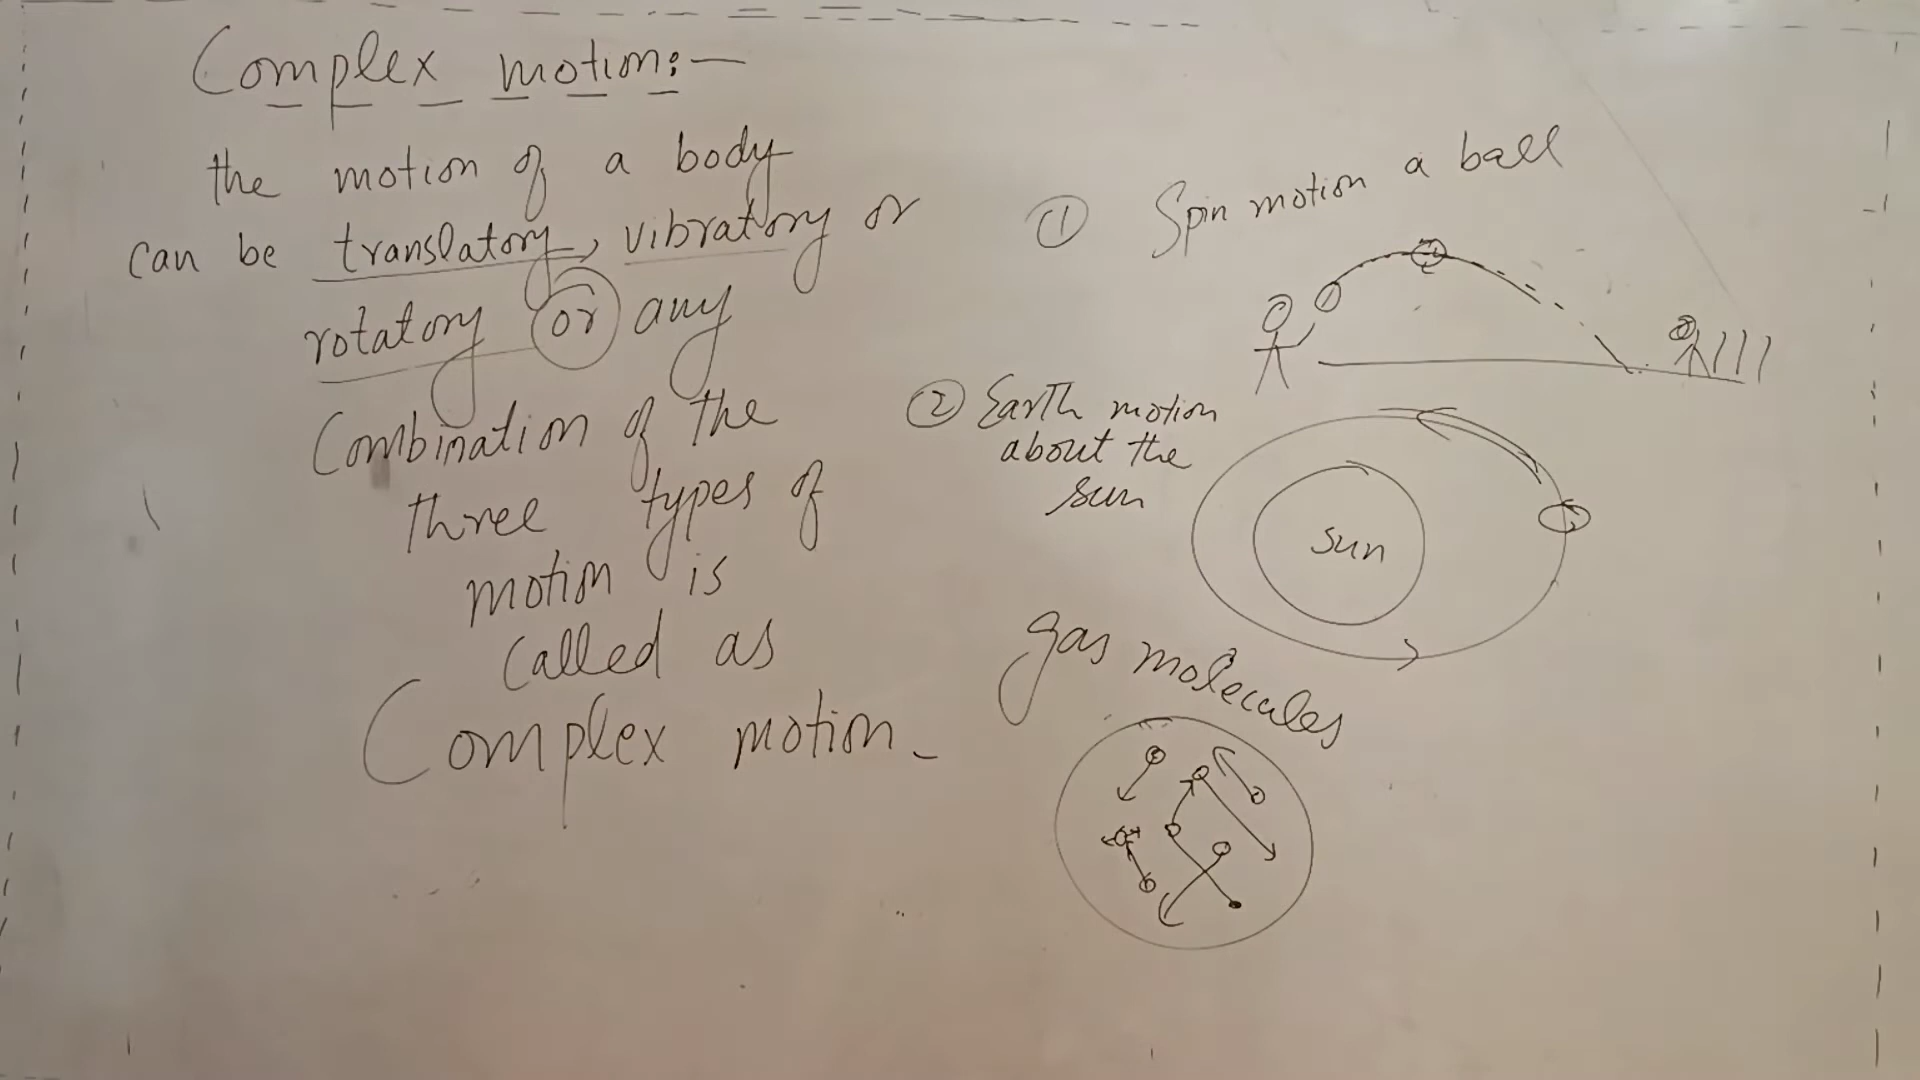 Complex motion:-
the motion of a body
can be translatory, vibratory or
rotatory or any
Combination of the
three types of
motion is
called as
Complex motion.
① Spin motion a ball
② Earth motion
about the
sun
sun
gas molecules